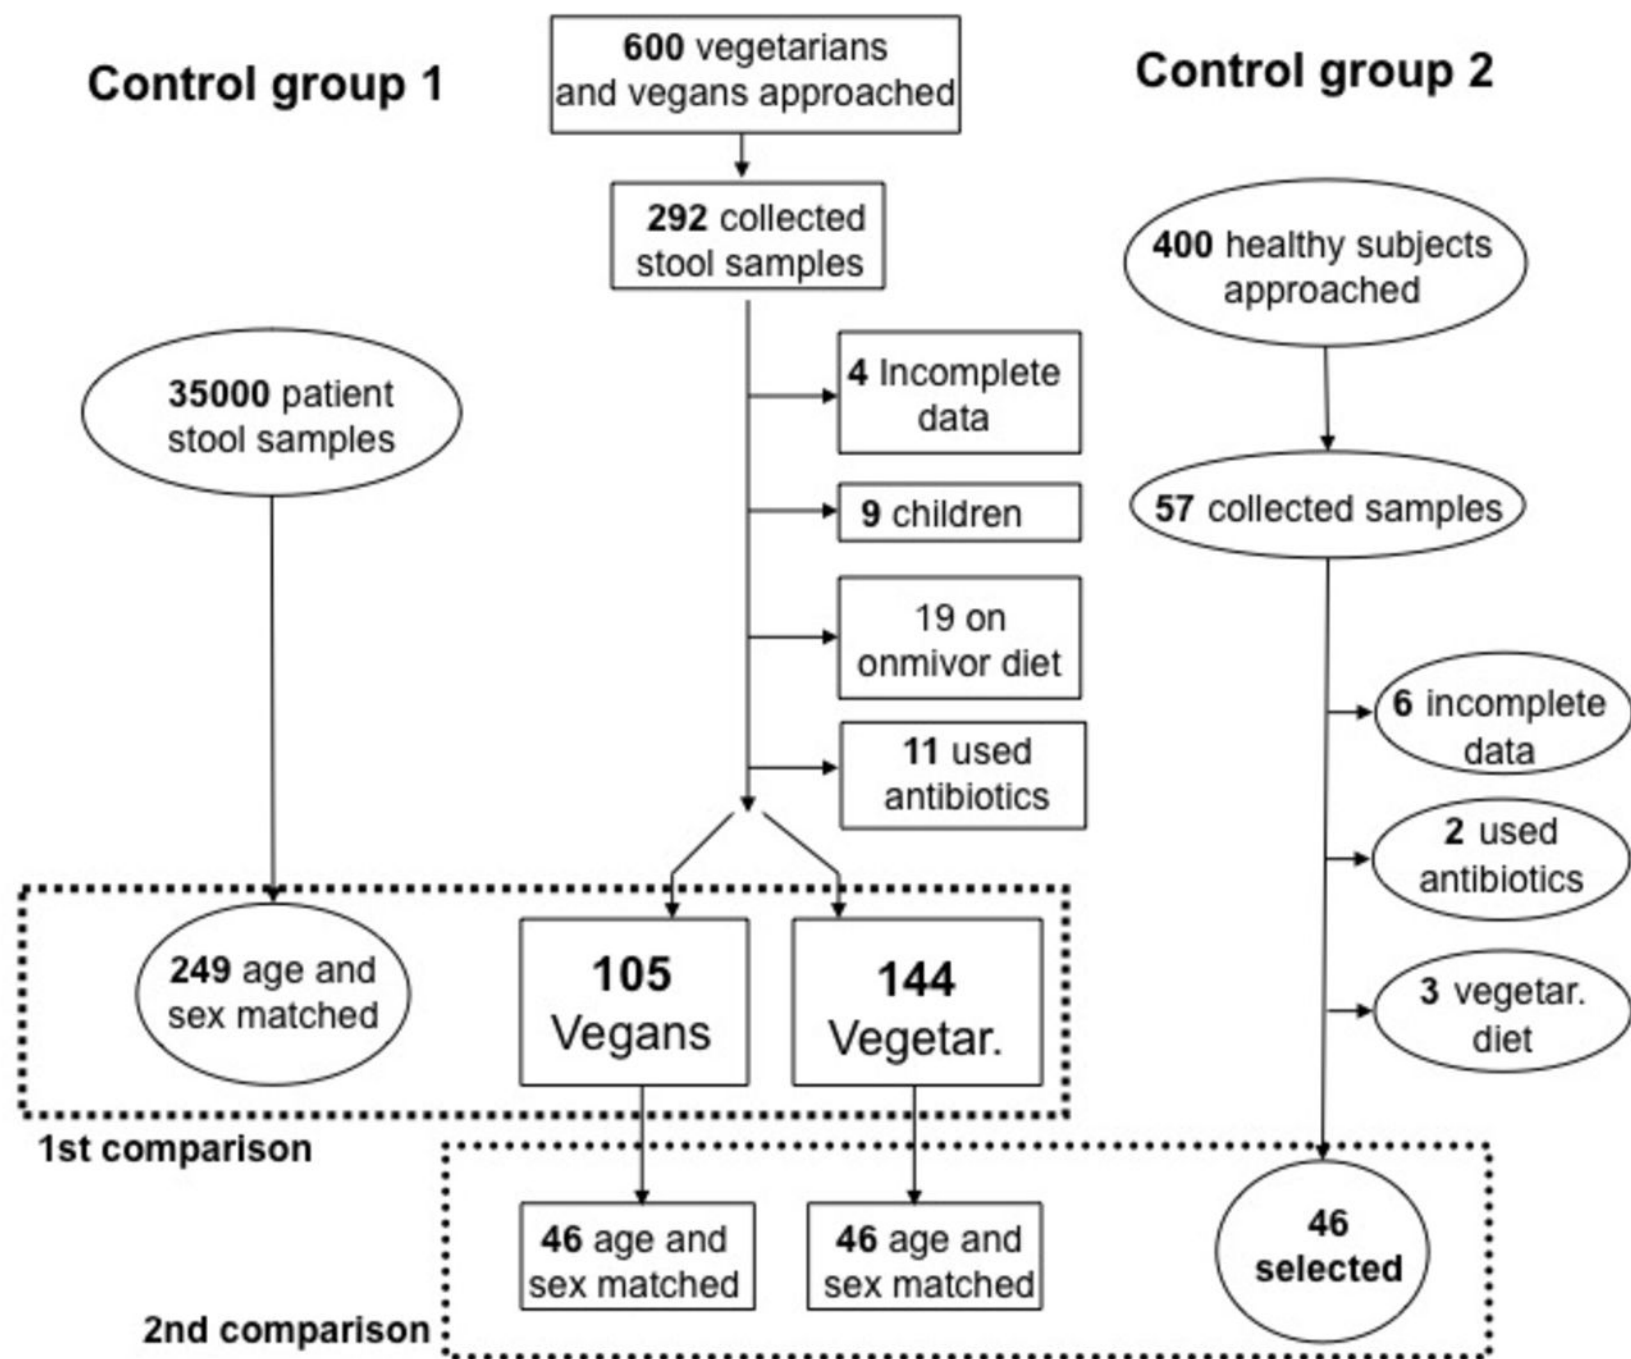 Control group 1
600 vegetarians
and vegans approached
Control group 2
292 collected
stool samples
400 healthy subjects
approached
35000 patient
stool samples
4 Incomplete
data
9 children
57 collected samples
19 on
onmivor diet
11 used
antibiotics
6 incomplete
data
2 used
antibiotics
3 vegetar.
diet
249 age and
sex matched
105
Vegans
144
Vegetar.
1st comparison
46 age and
sex matched
46 age and
sex matched
46
selected
2nd comparison